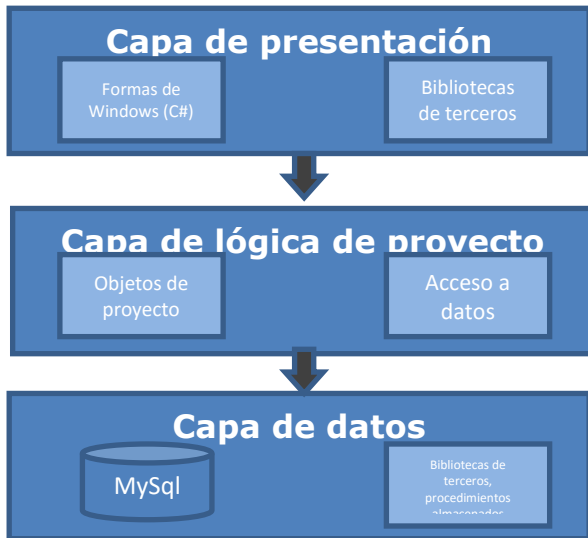 Capa de presentación
Formas de
Windows (C#)
Bibliotecas
de terceros
Capa de lógica de proyecto
Objetos de
proyecto
Acceso a
datos
Capa de datos
MySql
Bibliotecas de
terceros,
procedimientos
almacenados